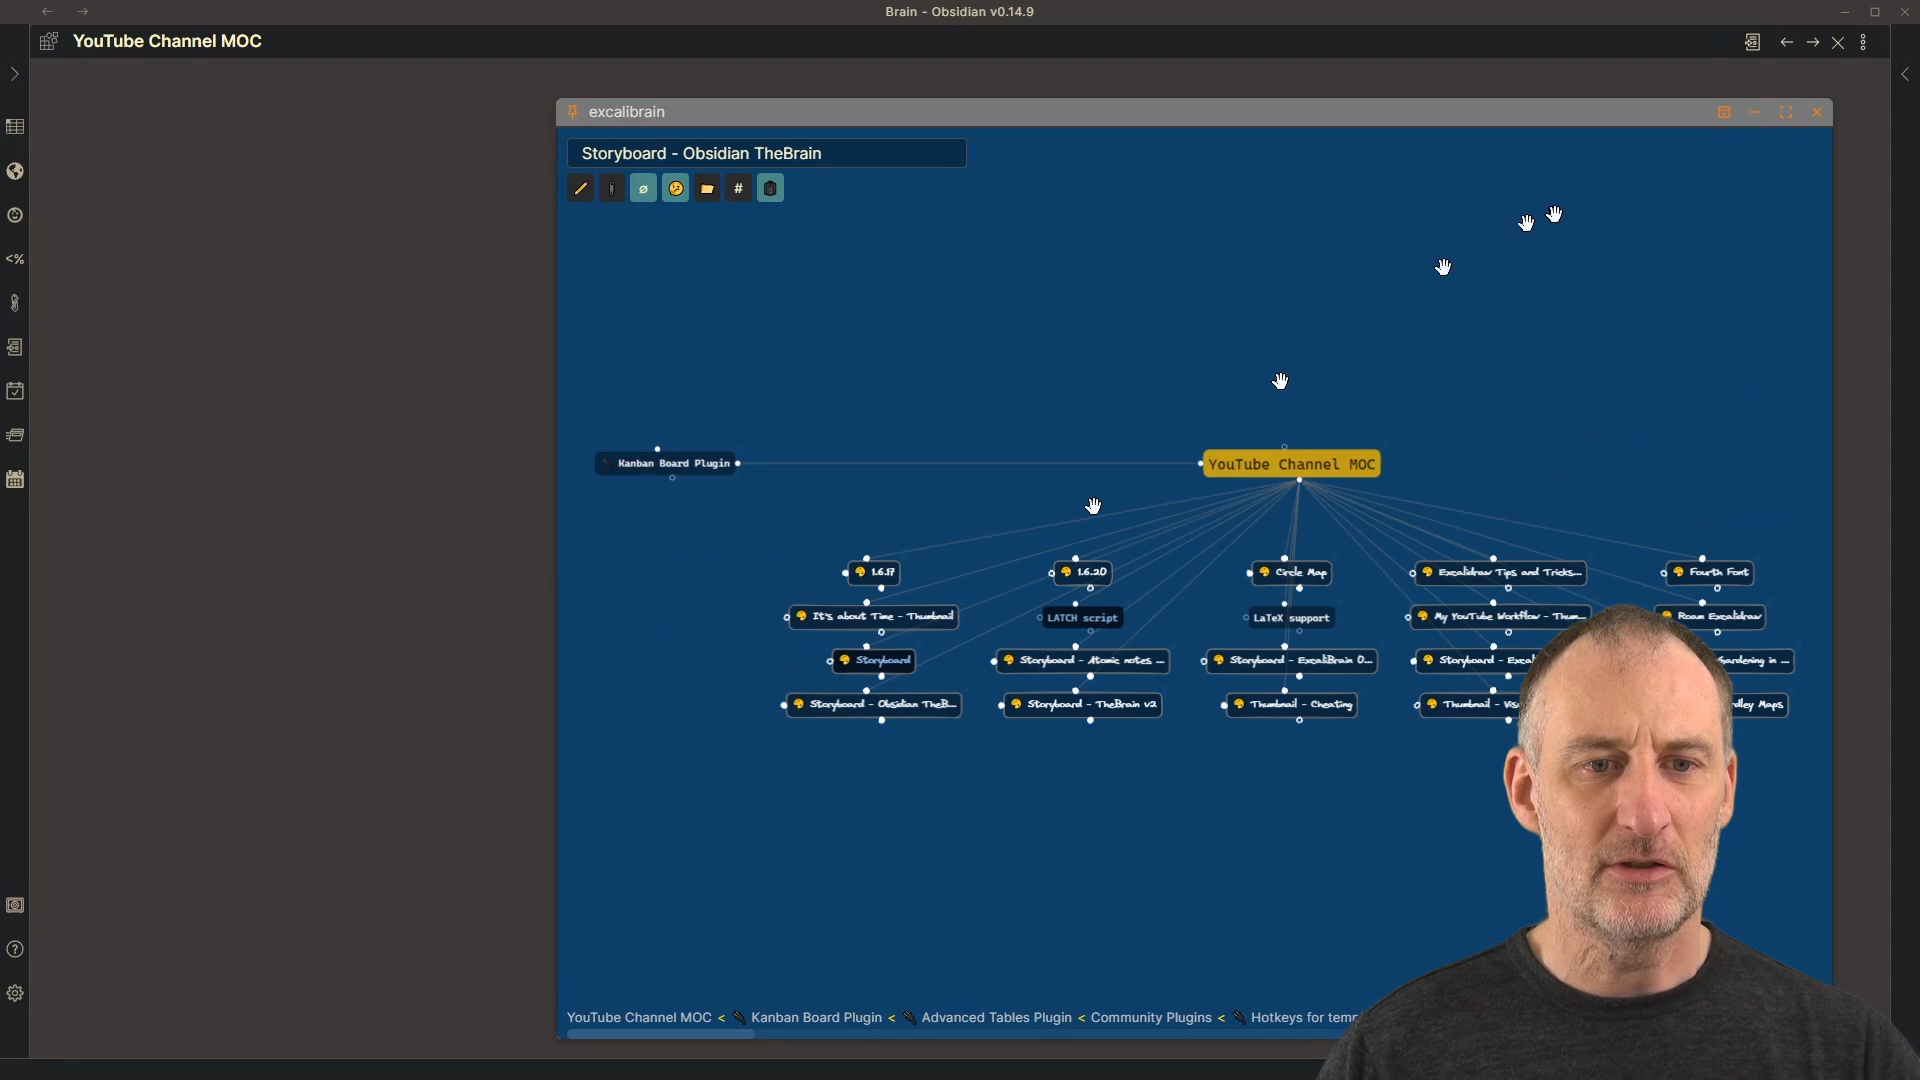 Brain - Obsidian v0.14.9
YouTube Channel MOC
excalibrain
Storyboard - Obsidian TheBrain
#
<%
Kanban Board Plugin
YouTube Channel MOC
1.6.17
1.6.20
Circle Map
Excalidraw Tips and Tricks...
Fourth Font
It's about Time - Thumbnail
LATCH script
LaTeX support
My YouTube Workflow - Thum...
Roam Excalidraw
Storyboard
Storyboard - Atomic notes ...
Storyboard - ExcaliBrain 0...
Storyboard - Excal
Gardening in ...
Storyboard - Obsidian TheB...
Storyboard - TheBrain v2
Thumbnail - Cheating
Thumbnail - Vis
rdley Maps
YouTube Channel MOC < Kanban Board Plugin < Advanced Tables Plugin < Community Plugins < Hotkeys for temp